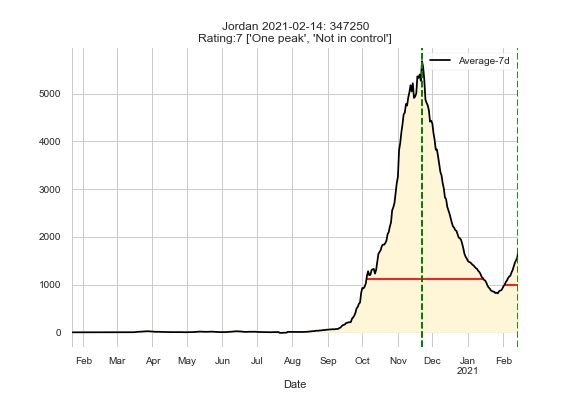 Jordan 2021-02-14: 347250
Rating:7 ['One peak', 'Not in control']
Average-7d
5000
4000
3000
2000
1000
0
Feb Mar Apr May Jun Jul Aug Sep Oct Nov Dec Jan Feb
2021
Date